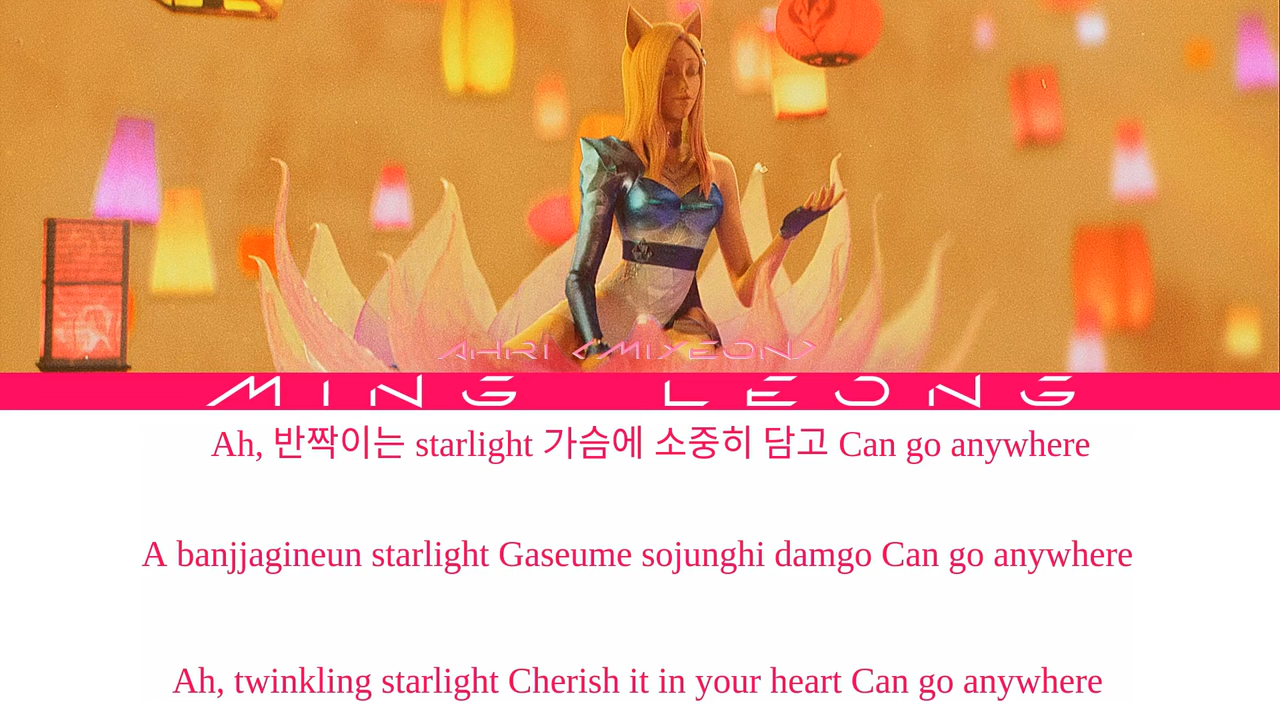 AHRI <MIYEON>
MING LEONG
Ah, 반짝이는 starlight 가슴에 소중히 담고 Can go anywhere
A banjjagineun starlight Gaseume sojunghi damgo Can go anywhere
Ah, twinkling starlight Cherish it in your heart Can go anywhere